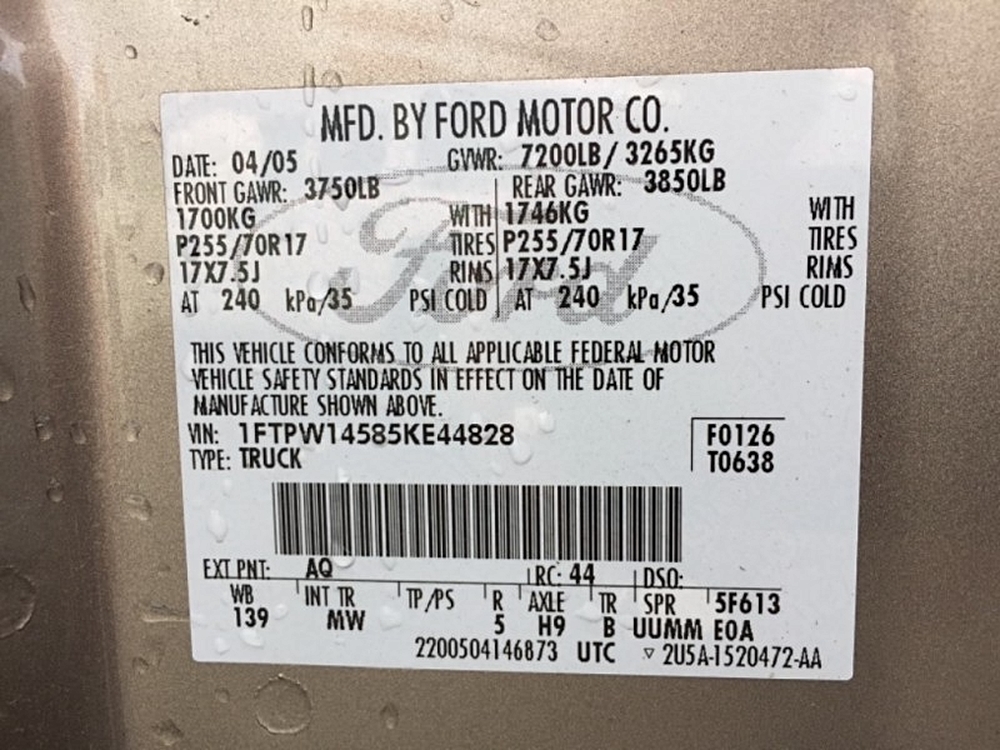 MFD. BY FORD MOTOR CO.
DATE: 04/05 GVWR: 7200LB/ 3265KG
FRONT GAWR: 3750LB REAR GAWR: 3850LB
1700KG WITH 1746KG WITH
P255/70R17 TIRES P255/70R17 TIRES
17X7.5J RIMS 17X7.5J RIMS
AT 240 kPa/35 PSI COLD AT 240 kPa/35 PSI COLD
Ford
THIS VEHICLE CONFORMS TO ALL APPLICABLE FEDERAL MOTOR
VEHICLE SAFETY STANDARDS IN EFFECT ON THE DATE OF
MANUFACTURE SHOWN ABOVE.
VIN: 1FTPW14585KE44828 F0126
TYPE: TRUCK T0638
EXT PNT: AQ RC: 44 DSO:
WB INT TR TP/PS R AXLE TR SPR 5F613
139 MW 5 H9 B UUMM EOA
2200504146873 UTC ▿ 2U5A-1520472-AA